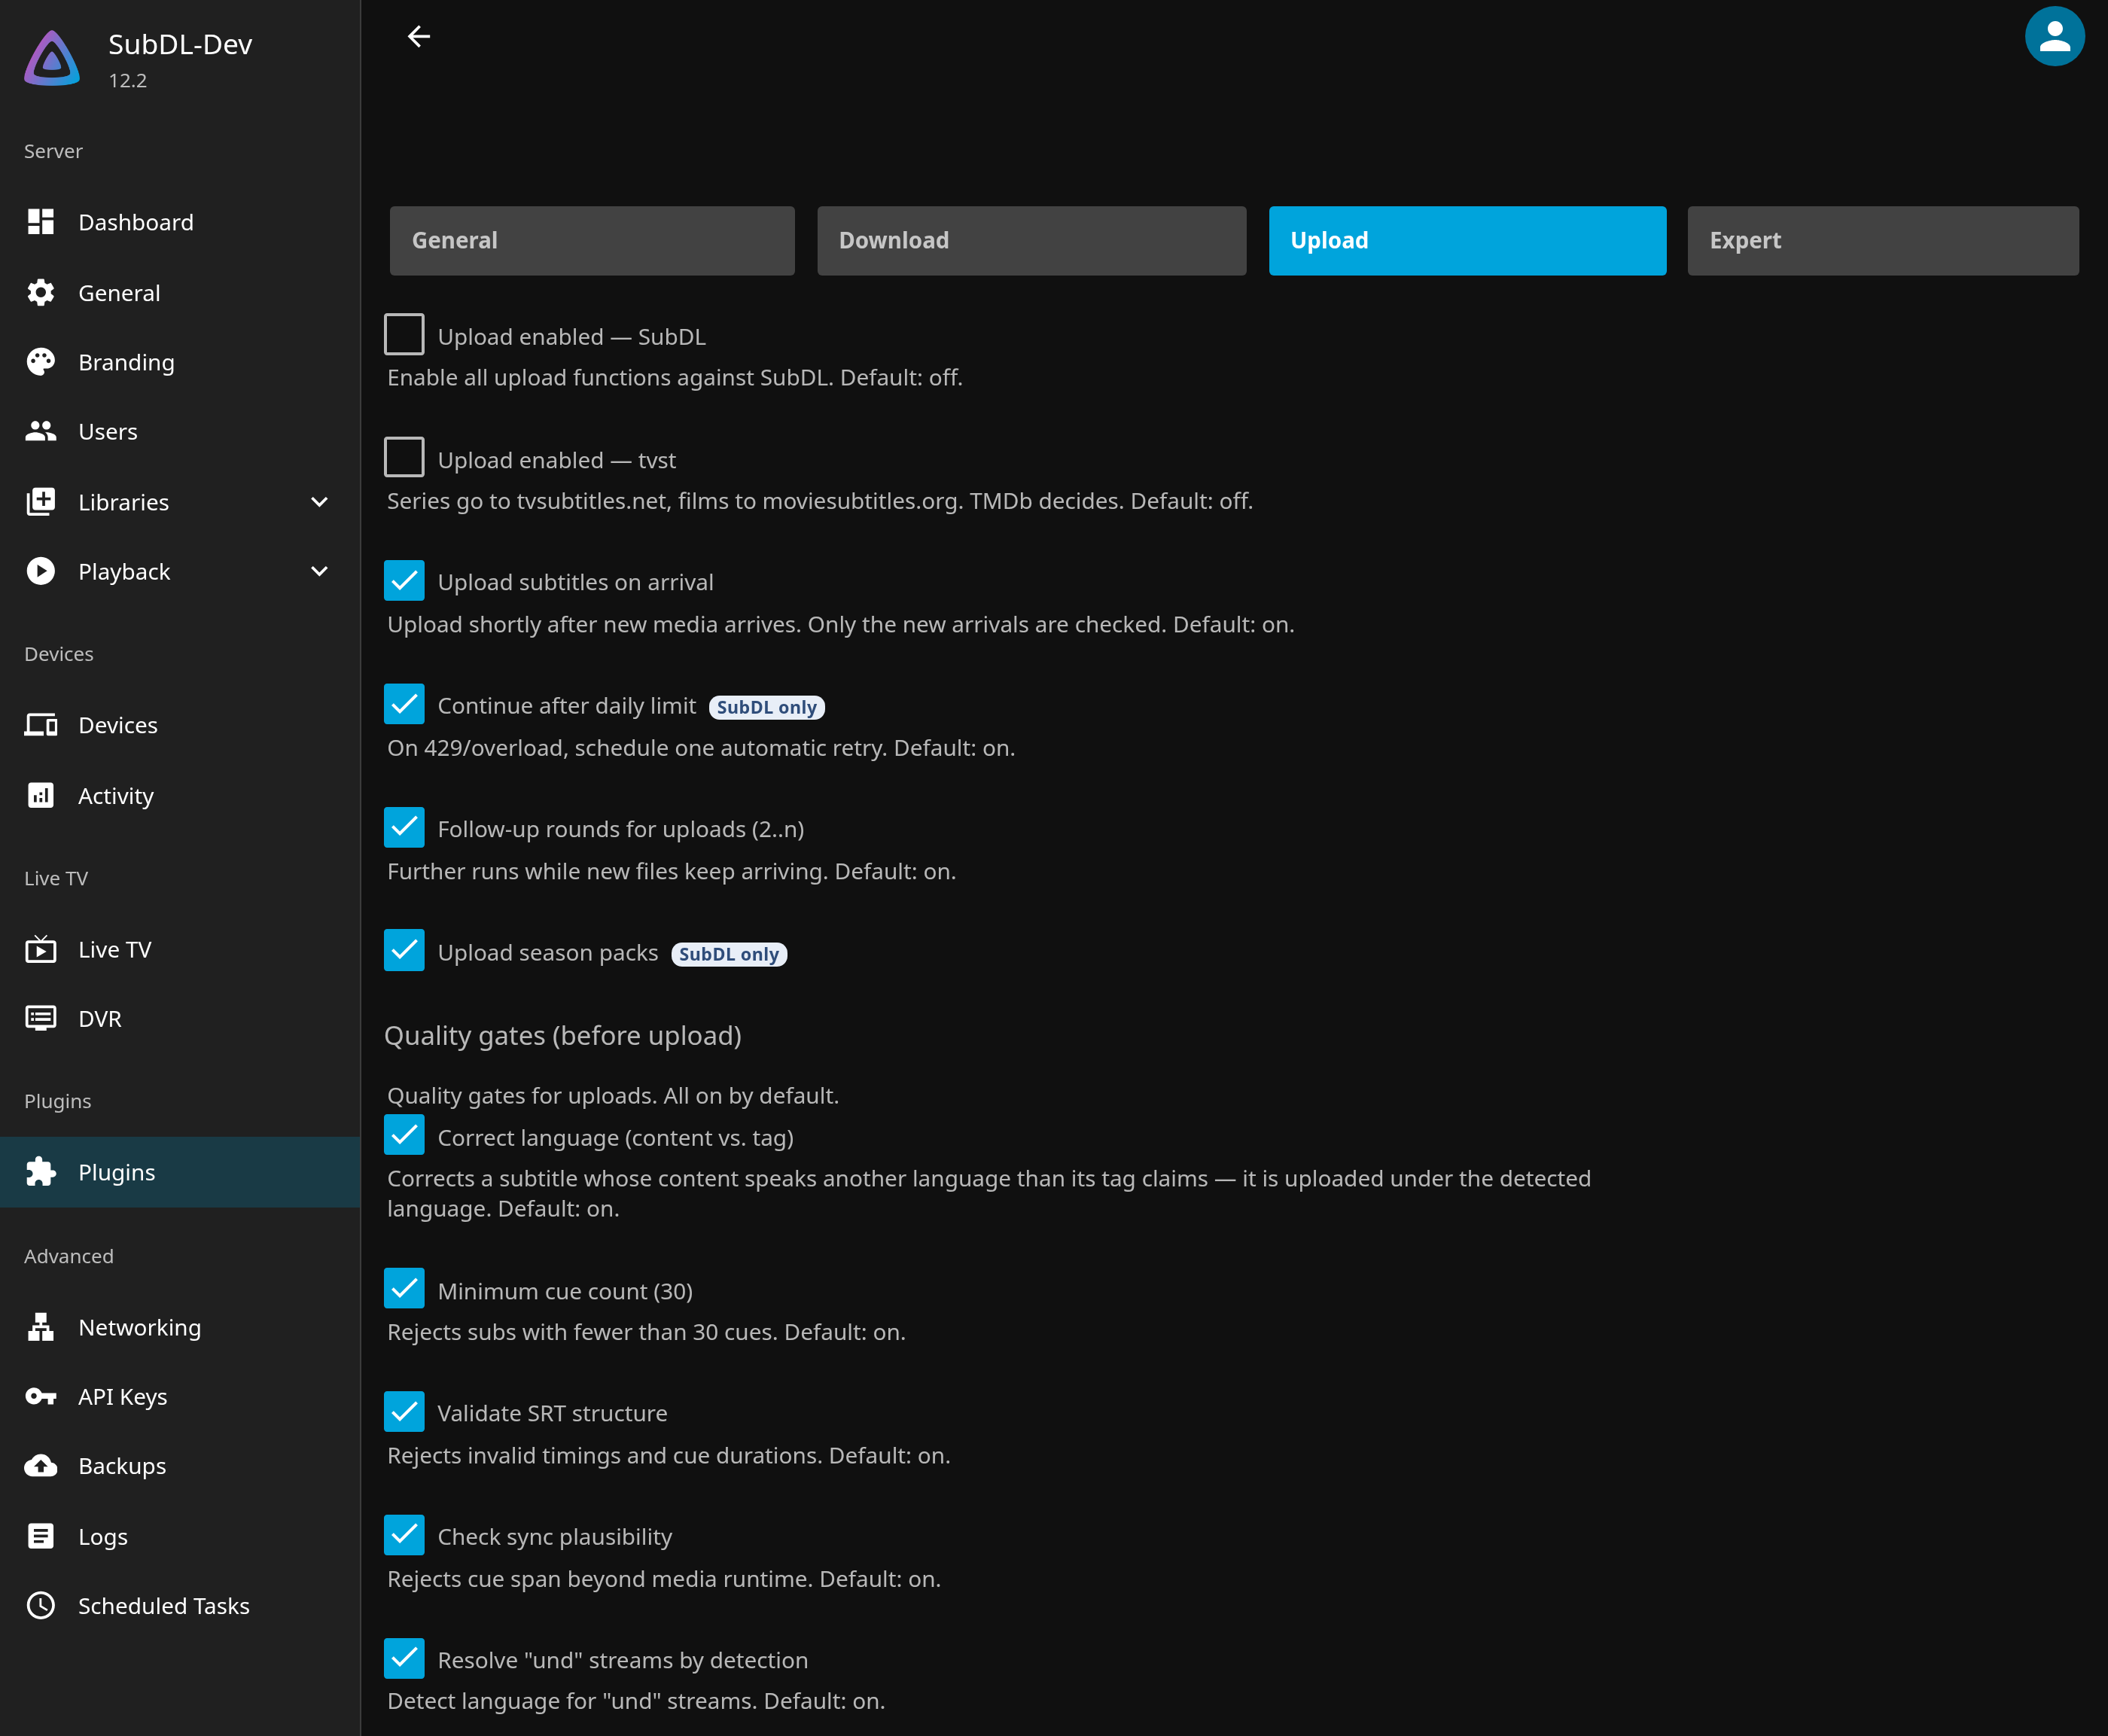 SubDL-Dev
12.2
Server
Dashboard
General
Branding
Users
Libraries
Playback
Devices
Devices
Activity
Live TV
Live TV
DVR
Plugins
Plugins
Advanced
Networking
API Keys
Backups
Logs
Scheduled Tasks
General
Download
Upload
Expert
Upload enabled — SubDL
Enable all upload functions against SubDL. Default: off.
Upload enabled — tvst
Series go to tvsubtitles.net, films to moviesubtitles.org. TMDb decides. Default: off.
Upload subtitles on arrival
Upload shortly after new media arrives. Only the new arrivals are checked. Default: on.
Continue after daily limit SubDL only
On 429/overload, schedule one automatic retry. Default: on.
Follow-up rounds for uploads (2..n)
Further runs while new files keep arriving. Default: on.
Upload season packs SubDL only
Quality gates (before upload)
Quality gates for uploads. All on by default.
Correct language (content vs. tag)
Corrects a subtitle whose content speaks another language than its tag claims — it is uploaded under the detected
language. Default: on.
Minimum cue count (30)
Rejects subs with fewer than 30 cues. Default: on.
Validate SRT structure
Rejects invalid timings and cue durations. Default: on.
Check sync plausibility
Rejects cue span beyond media runtime. Default: on.
Resolve "und" streams by detection
Detect language for "und" streams. Default: on.